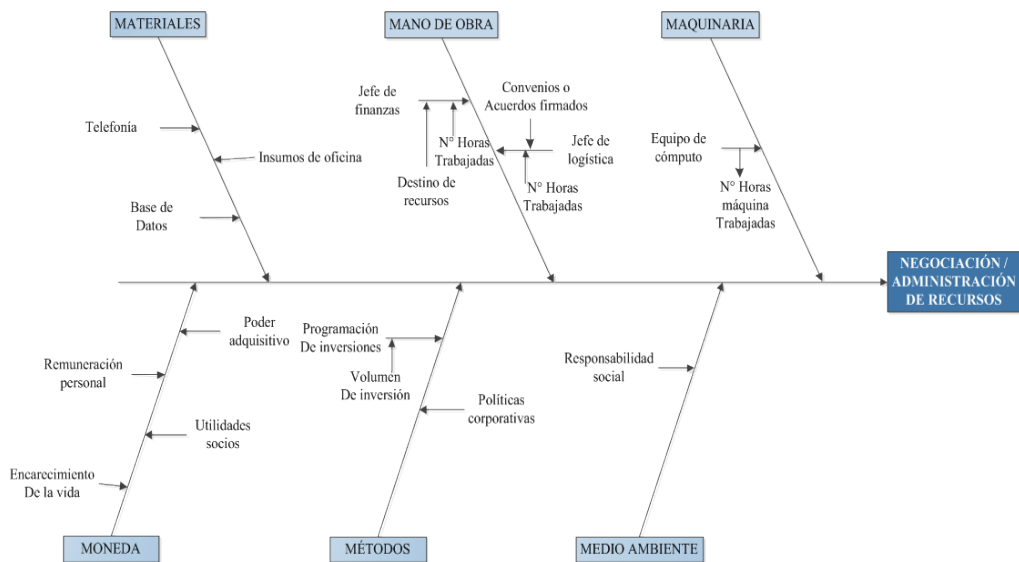 MATERIALES
MANO DE OBRA
MAQUINARIA
Telefonía
Insumos de oficina
Base de
Datos
Jefe de
finanzas
N° Horas
Trabajadas
Destino de
recursos
Convenios o
Acuerdos firmados
Jefe de
logística
N° Horas
Trabajadas
Equipo de
cómputo
N° Horas
máquina
Trabajadas
NEGOCIACIÓN /
ADMINISTRACIÓN
DE RECURSOS
Poder
adquisitivo
Remuneración
personal
Utilidades
socios
Encarecimiento
De la vida
Programación
De inversiones
Volumen
De inversión
Políticas
corporativas
Responsabilidad
social
MONEDA
MÉTODOS
MEDIO AMBIENTE